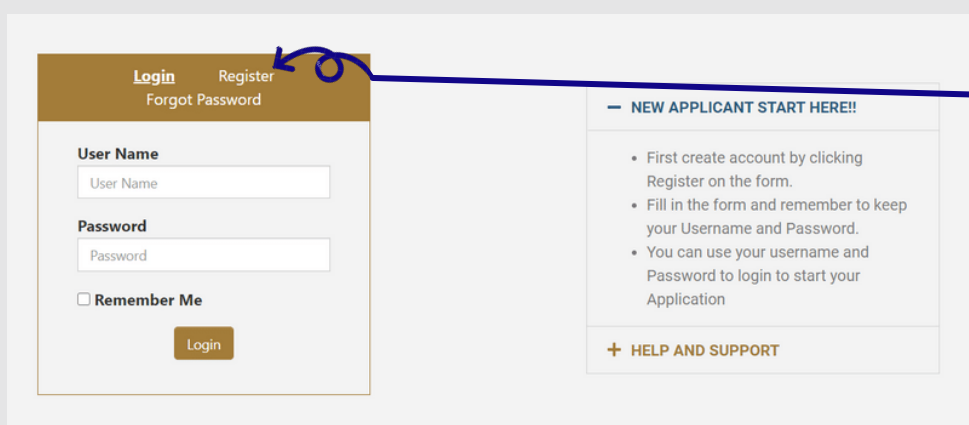 Login Register
Forgot Password
User Name
User Name
Password
Password
Remember Me
Login
NEW APPLICANT START HERE!!
First create account by clicking
Register on the form.
Fill in the form and remember to keep
your Username and Password.
You can use your username and
Password to login to start your
Application
HELP AND SUPPORT